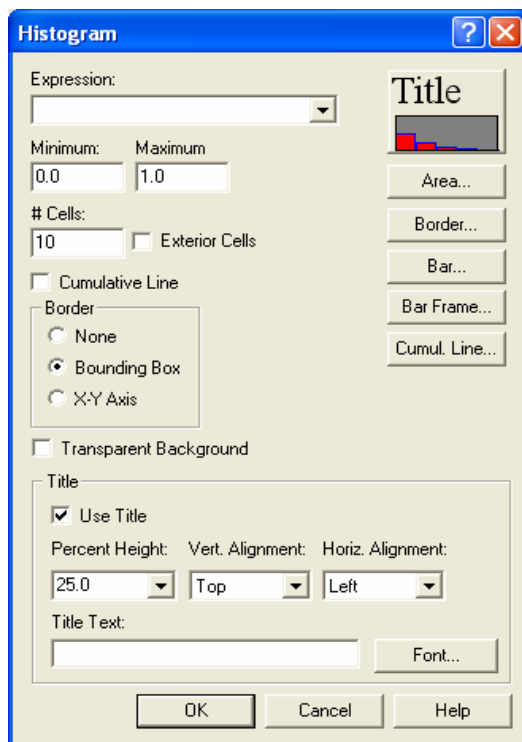 Histogram
Expression:
Title
Minimum: Maximum
0.0 1.0
Area...
# Cells:
10 Exterior Cells
Border...
Bar...
Cumulative Line
Border
Bar Frame...
None
Cumul. Line...
Bounding Box
X-Y Axis
Transparent Background
Title
Use Title
Percent Height: Vert. Alignment: Horiz. Alignment:
25.0 Top Left
Title Text:
Font...
OK Cancel Help